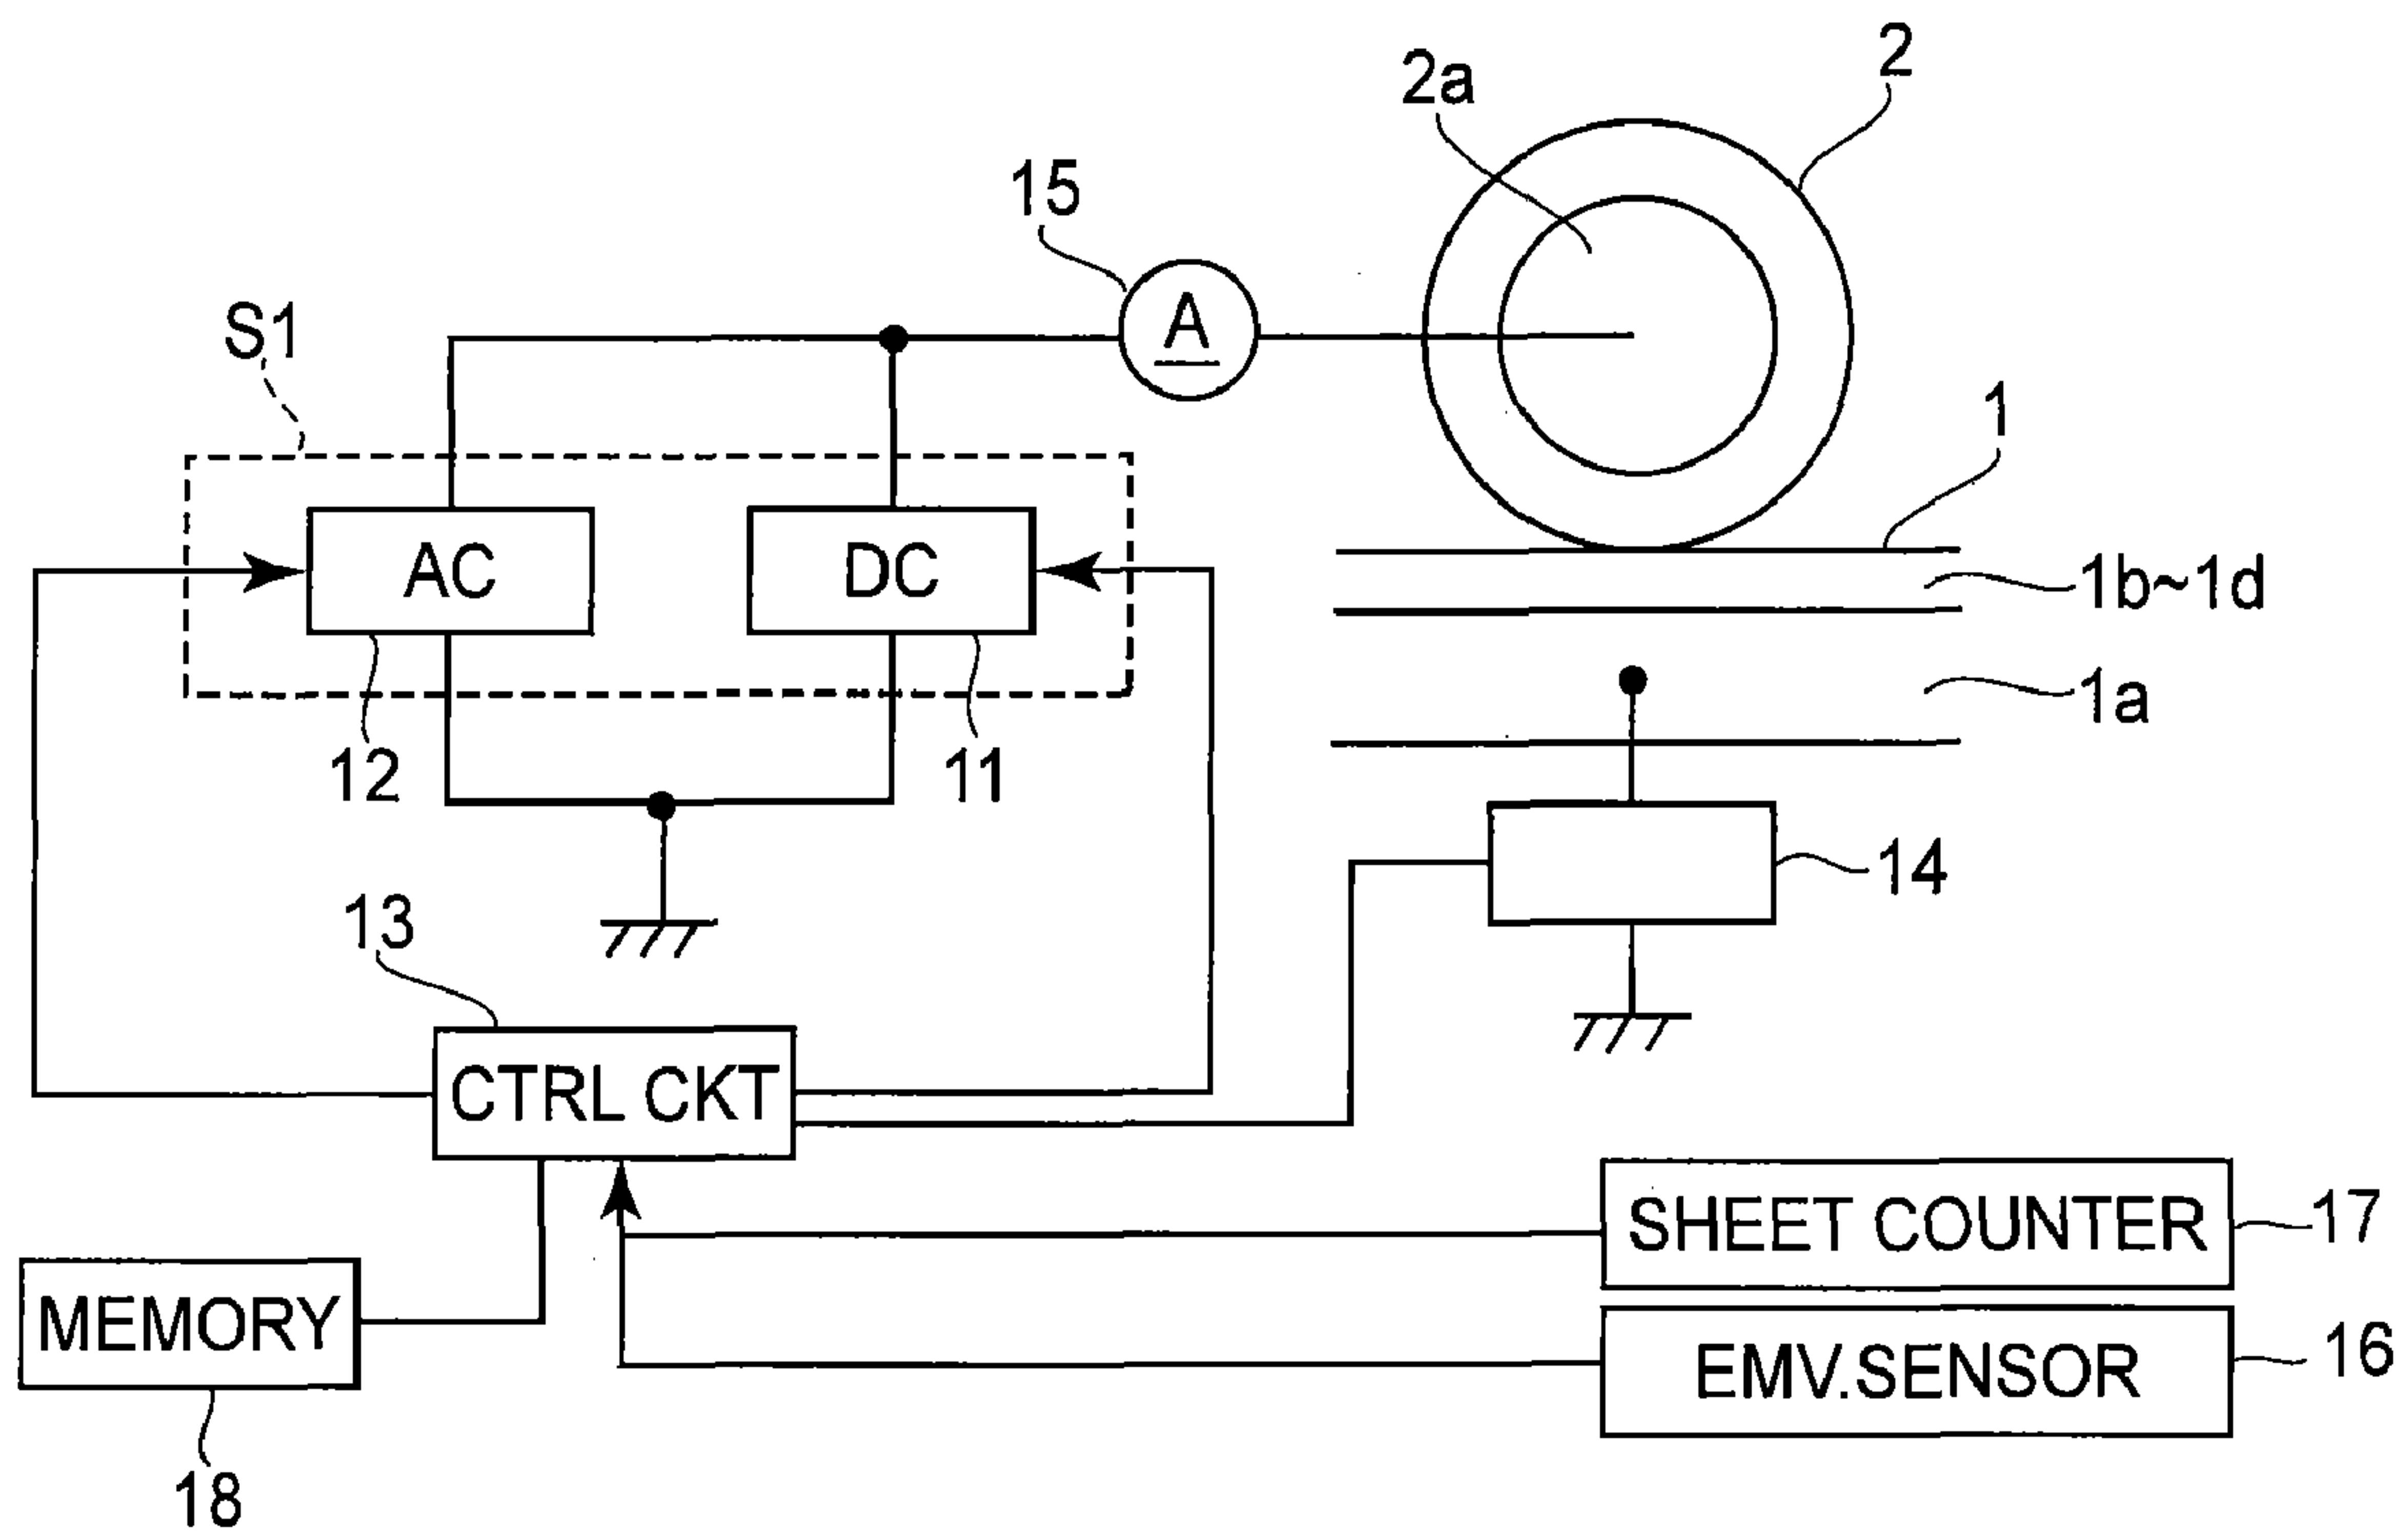 2
2a
15
A
S1
1
AC
DC
1b~1d
1a
12
11
14
13
CTRL CKT
SHEET COUNTER
17
MEMORY
EMV.SENSOR
16
18